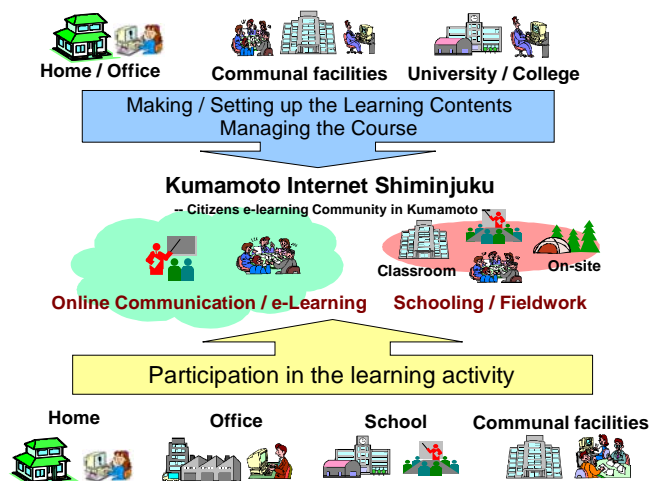 Home / Office
Communal facilities
University / College
Making / Setting up the Learning Contents
Managing the Course
Kumamoto Internet Shiminjuku
-- Citizens e-learning Community in Kumamoto --
Classroom
On-site
Online Communication / e-Learning
Schooling / Fieldwork
Participation in the learning activity
Home
Office
School
Communal facilities